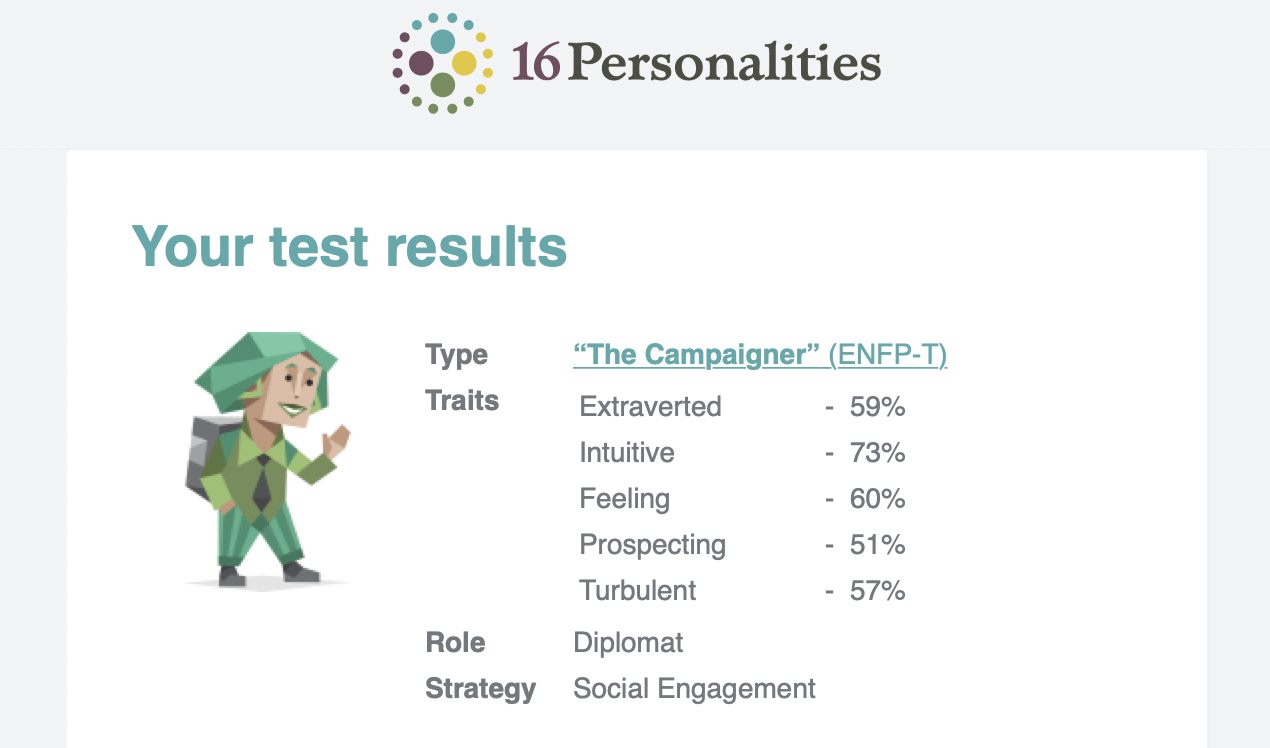 16Personalities
Your test results
Type “The Campaigner” (ENFP-T)
Traits Extraverted - 59%
Intuitive - 73%
Feeling - 60%
Prospecting - 51%
Turbulent - 57%
Role Diplomat
Strategy Social Engagement